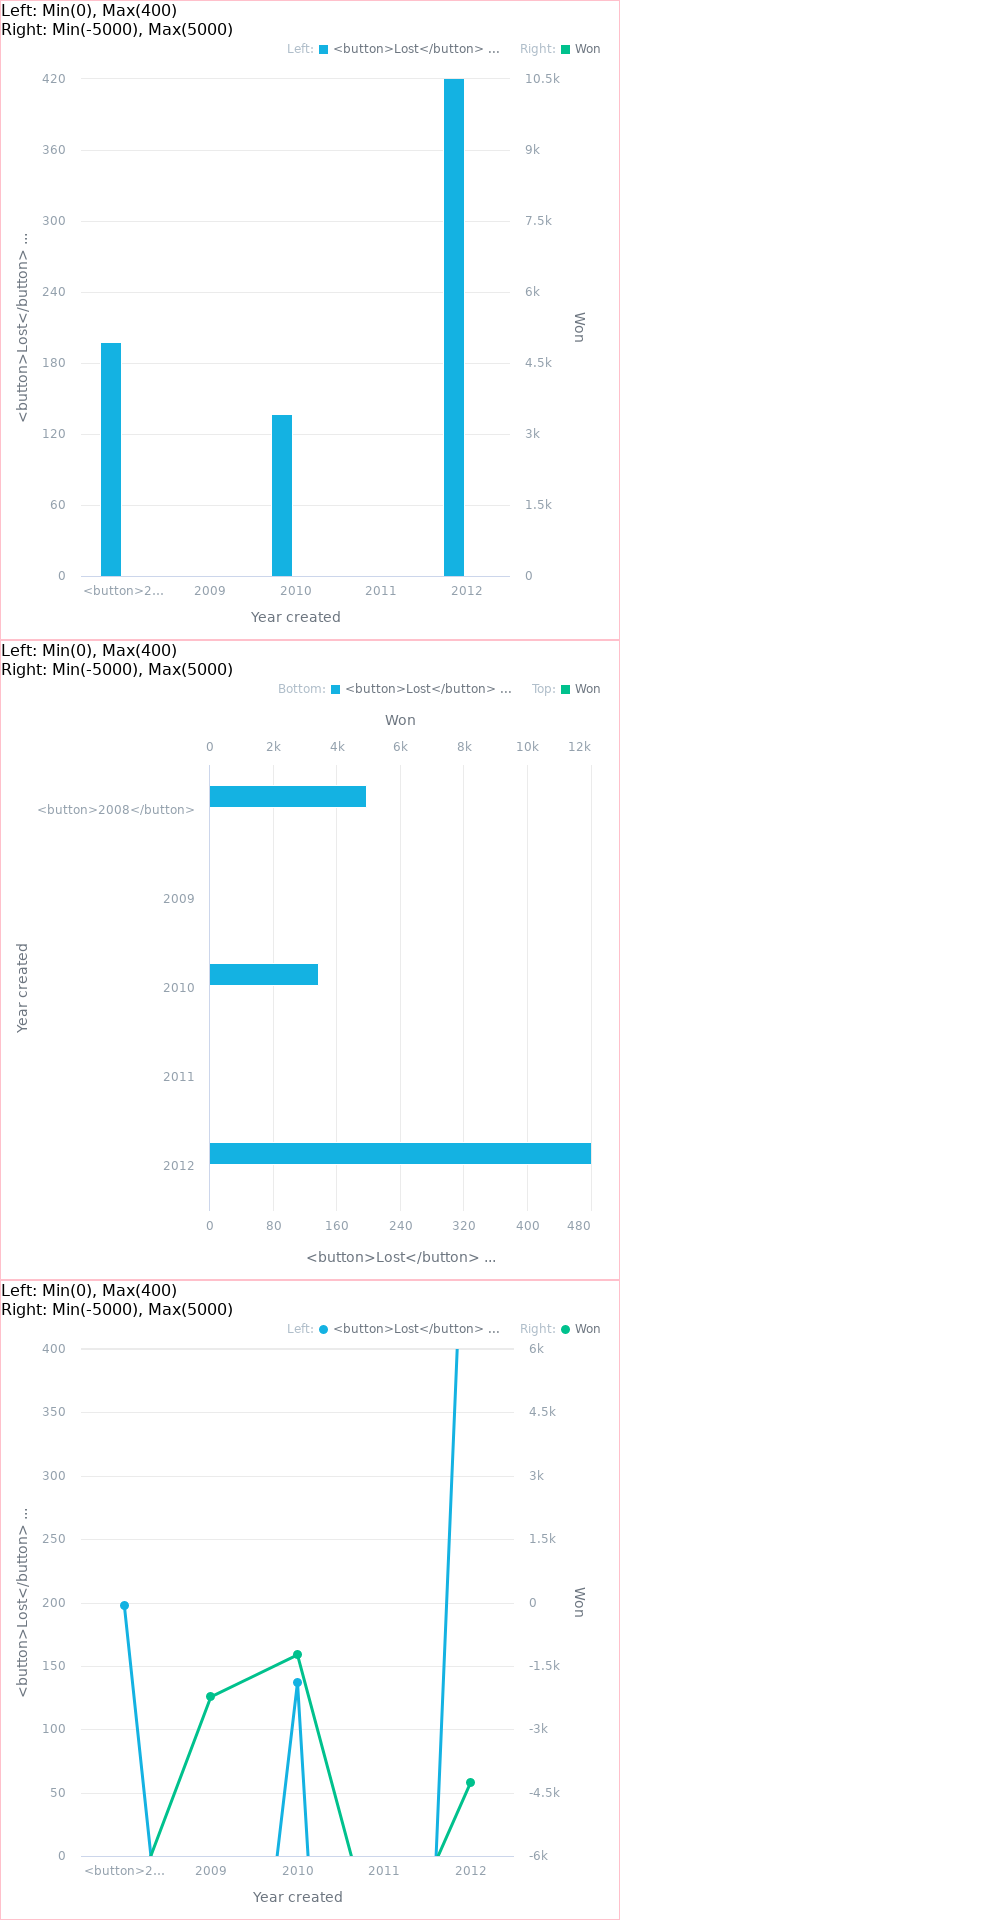 Left: Min(0), Max(400)
Right: Min(-5000), Max(5000)
Left: <button>Lost</button> ... Right: Won
420 10.5k
360 9k
300 7.5k
240 6k
180 4.5k
120 3k
60 1.5k
0 0
<button>Lost</button> ...
Won
<button>2... 2009 2010 2011 2012
Year created
Left: Min(0), Max(400)
Right: Min(-5000), Max(5000)
Bottom: <button>Lost</button> ... Top: Won
Won
0 2k 4k 6k 8k 10k 12k
<button>2008</button>
2009
2010
2011
2012
Year created
0 80 160 240 320 400 480
<button>Lost</button> ...
Left: Min(0), Max(400)
Right: Min(-5000), Max(5000)
Left: <button>Lost</button> ... Right: Won
400 6k
350 4.5k
300 3k
250 1.5k
200 0
150 -1.5k
100 -3k
50 -4.5k
0 -6k
<button>Lost</button> ...
Won
<button>2... 2009 2010 2011 2012
Year created